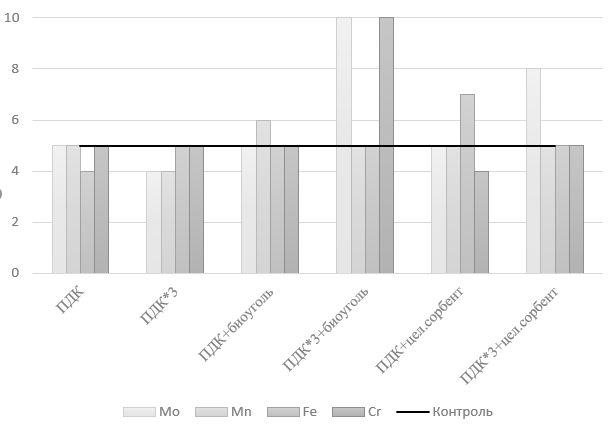 10
8
6
4
2
0
ПДК
ПДК*3
ПДК+биоуголь
ПДК*3+биоуголь
ПДК+цел.сорбент
ПДК*3+цел.сорбент
Mo Mn Fe Cr Контроль